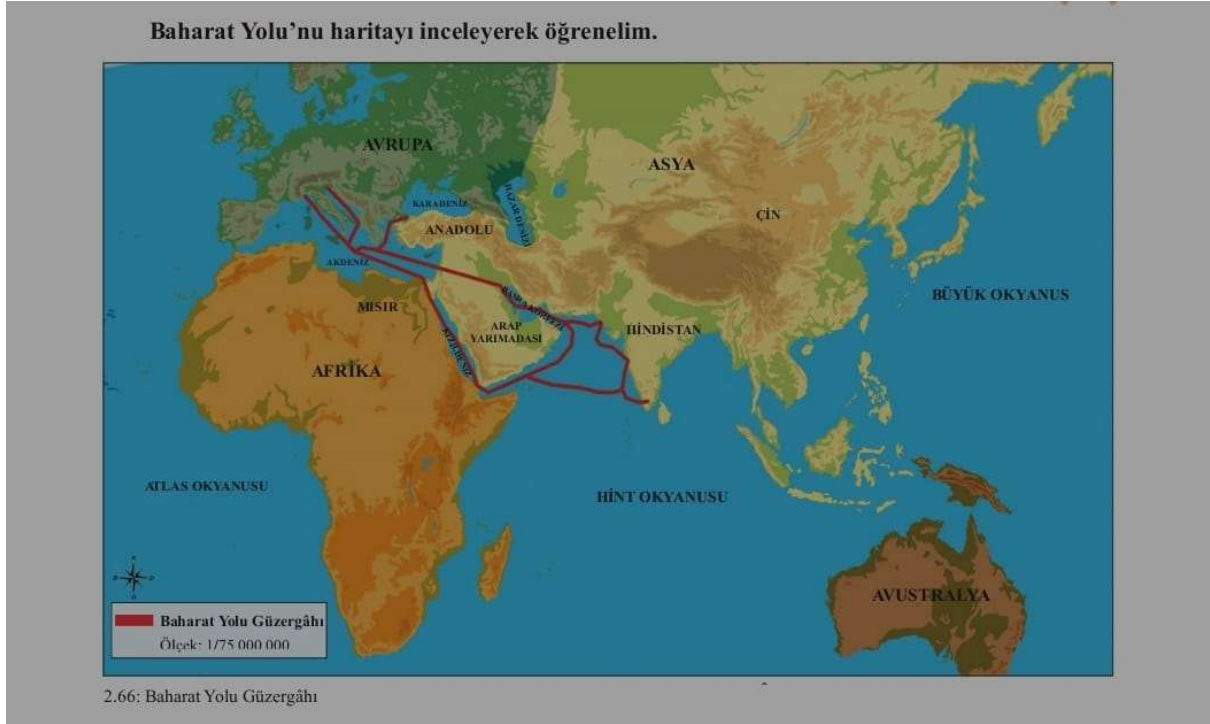 Baharat Yolu’nu haritayı inceleyerek öğrenelim.
AVRUPA
ASYA
KARADENİZ
HAZAR DENİZİ
ÇİN
ANADOLU
AKDENİZ
MISIR
BASRA KÖRFEZİ
BÜYÜK OKYANUS
ARAP
YARIMADASI
HİNDİSTAN
KIZILDENİZ
AFRİKA
ATLAS OKYANUSU
HİNT OKYANUSU
AVUSTRALYA
Baharat Yolu Güzergâhı
Ölçek: 1/75 000 000
2.66: Baharat Yolu Güzergâhı